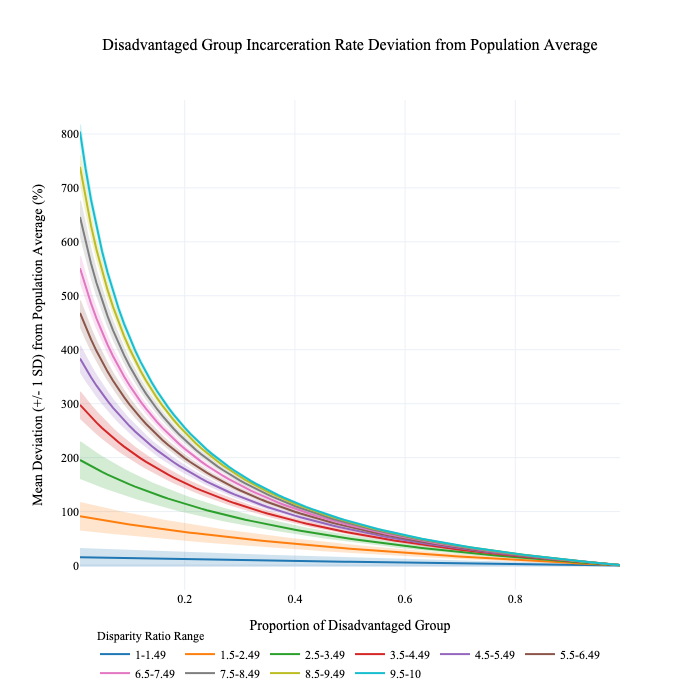 Disadvantaged Group Incarceration Rate Deviation from Population Average
Mean Deviation (+/- 1 SD) from Population Average (%)
800
700
600
500
400
300
200
100
0
0.2 0.4 0.6 0.8
Proportion of Disadvantaged Group
Disparity Ratio Range
1-1.49 1.5-2.49 2.5-3.49 3.5-4.49 4.5-5.49 5.5-6.49
6.5-7.49 7.5-8.49 8.5-9.49 9.5-10